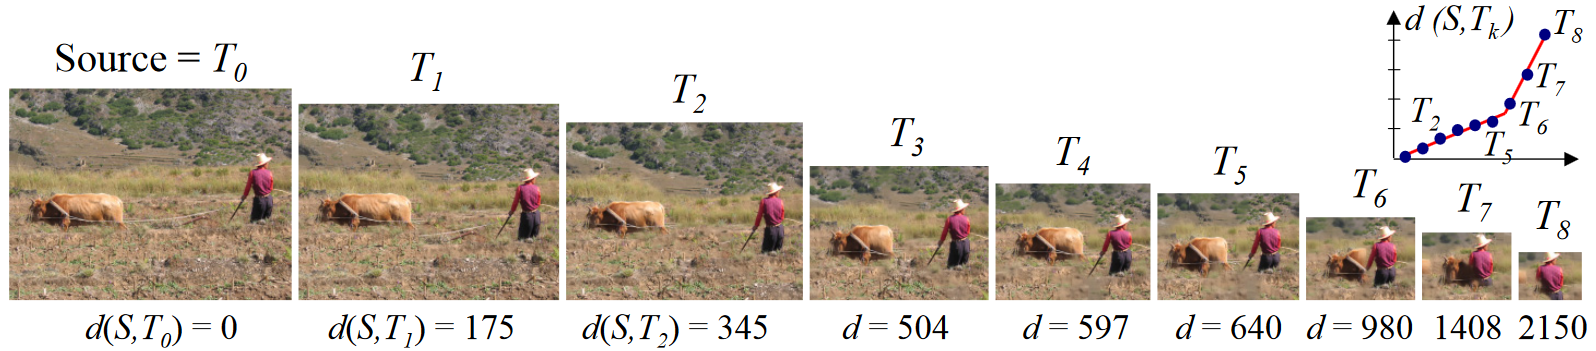 Source = T₀
T₁
T₂
T₃
T₄
T₅
T₆
T₇
T₈
d(S,T₀) = 0
d(S,T₁) = 175
d(S,T₂) = 345
d = 504
d = 597
d = 640
d = 980
1408
2150
d (S,Tₖ)
T₈
T₇
T₂
T₆
T₅